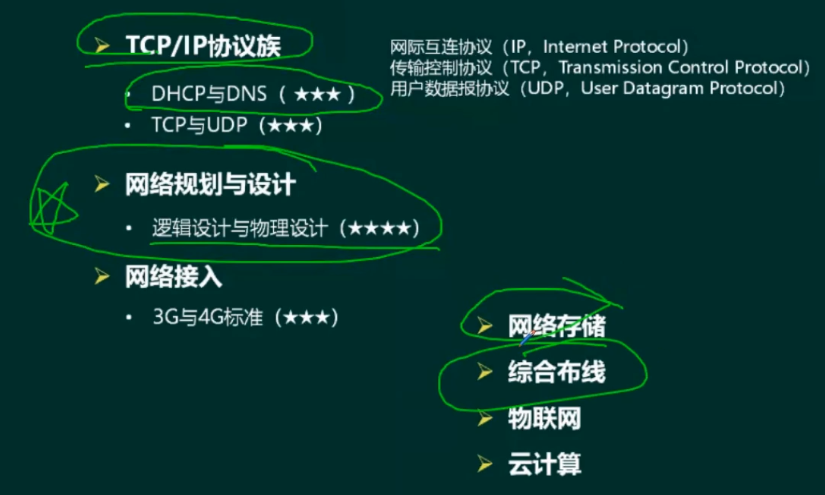 TCP/IP协议族
网际互连协议（IP，Internet Protocol）
传输控制协议（TCP，Transmission Control Protocol）
用户数据报协议（UDP，User Datagram Protocol）
DHCP与DNS（ ★★★ ）
TCP与UDP（★★★）
网络规划与设计
逻辑设计与物理设计（★★★★）
网络接入
3G与4G标准（★★★）
网络存储
综合布线
物联网
云计算